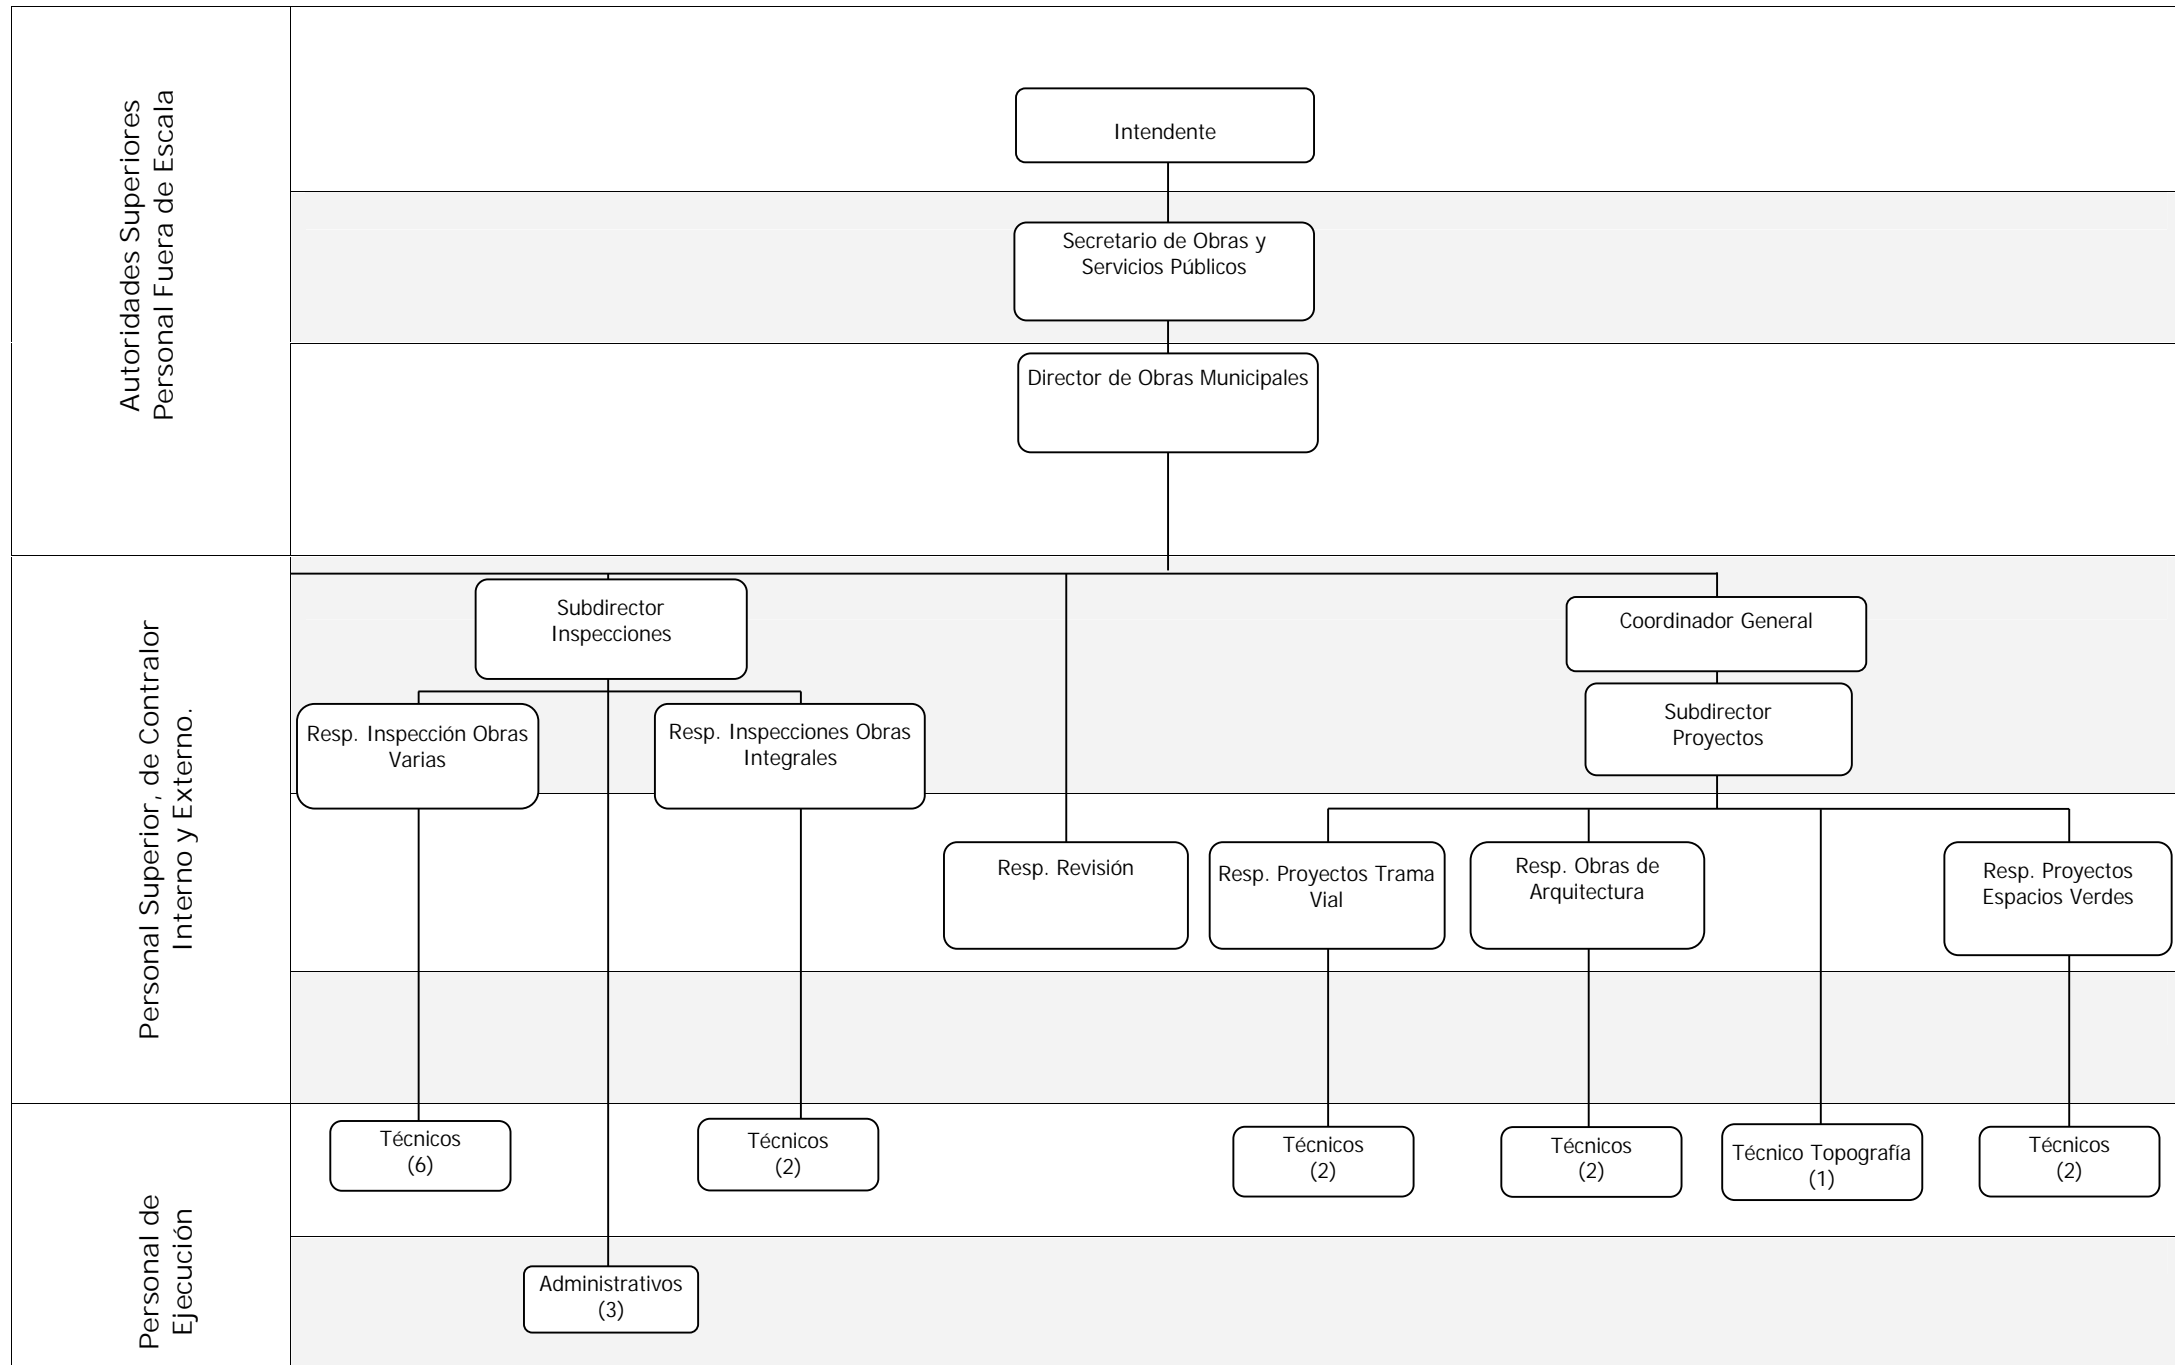 Autoridades Superiores
Personal Fuera de Escala
Intendente
Secretario de Obras y
Servicios Públicos
Director de Obras Municipales
Personal Superior, de Contralor
Interno y Externo.
Subdirector
Inspecciones
Coordinador General
Subdirector
Proyectos
Resp. Inspección Obras
Varias
Resp. Inspecciones Obras
Integrales
Resp. Revisión
Resp. Proyectos Trama
Vial
Resp. Obras de
Arquitectura
Resp. Proyectos
Espacios Verdes
Personal de
Ejecución
Técnicos
(6)
Técnicos
(2)
Técnicos
(2)
Técnicos
(2)
Técnico Topografía
(1)
Técnicos
(2)
Administrativos
(3)